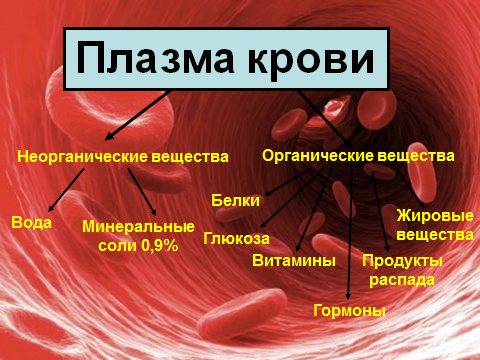 Плазма крови
Неорганические вещества
Органические вещества
Вода
Минеральные
соли 0,9%
Белки
Глюкоза
Витамины
Гормоны
Продукты
распада
Жировые
вещества